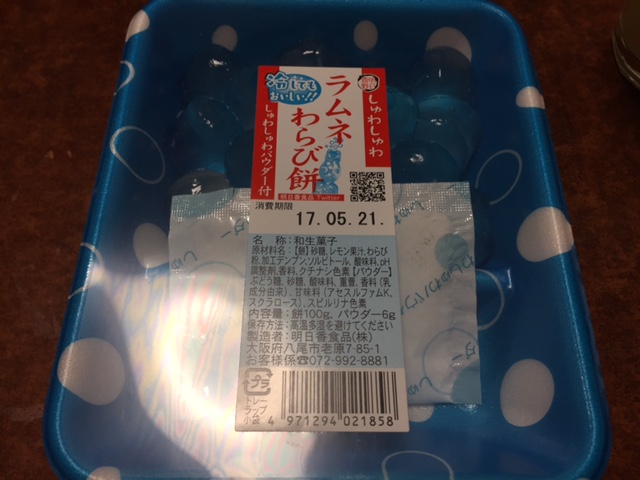 冷しても
おいしい!!
しゅわしゅわ
ラムネ
わらび餅
しゅわしゅわパウダー付
明日香食品 Twitter
消費期限
17.05.21.
名　称:和生菓子
原材料名:【餅】砂糖、レモン果汁、わらび
粉、加工デンプン、ソルビトール、酸味料、pH
調整剤、香料、クチナシ色素【パウダー】
ぶどう糖、砂糖、酸味料、重曹、香料(乳
成分由来)、甘味料(アセスルファムK、
スクラロース)、スピルリナ色素
内容量:餅100g、パウダー6g
保存方法:高温多湿を避けてください
製造者:明日香食品(株)
大阪府八尾市老原7-85-1
お客様係☎072-992-8881
プラ
トレー
ラップ
小袋
4 971294 021858